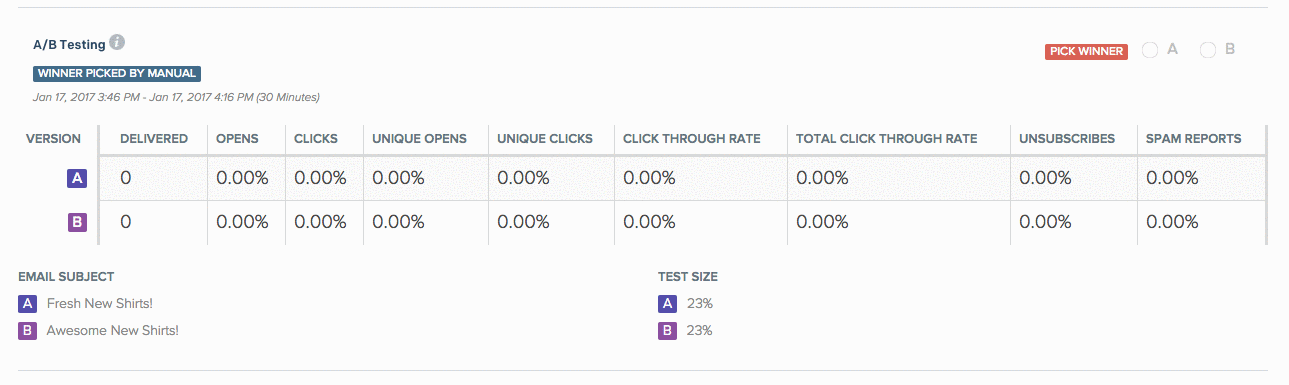 A/B Testing i
PICK WINNER A B
WINNER PICKED BY MANUAL
Jan 17, 2017 3:46 PM - Jan 17, 2017 4:16 PM (30 Minutes)
VERSION DELIVERED OPENS CLICKS UNIQUE OPENS UNIQUE CLICKS CLICK THROUGH RATE TOTAL CLICK THROUGH RATE UNSUBSCRIBES SPAM REPORTS
A 0 0.00% 0.00% 0.00% 0.00% 0.00% 0.00% 0.00% 0.00%
B 0 0.00% 0.00% 0.00% 0.00% 0.00% 0.00% 0.00% 0.00%
EMAIL SUBJECT
A Fresh New Shirts!
B Awesome New Shirts!
TEST SIZE
A 23%
B 23%